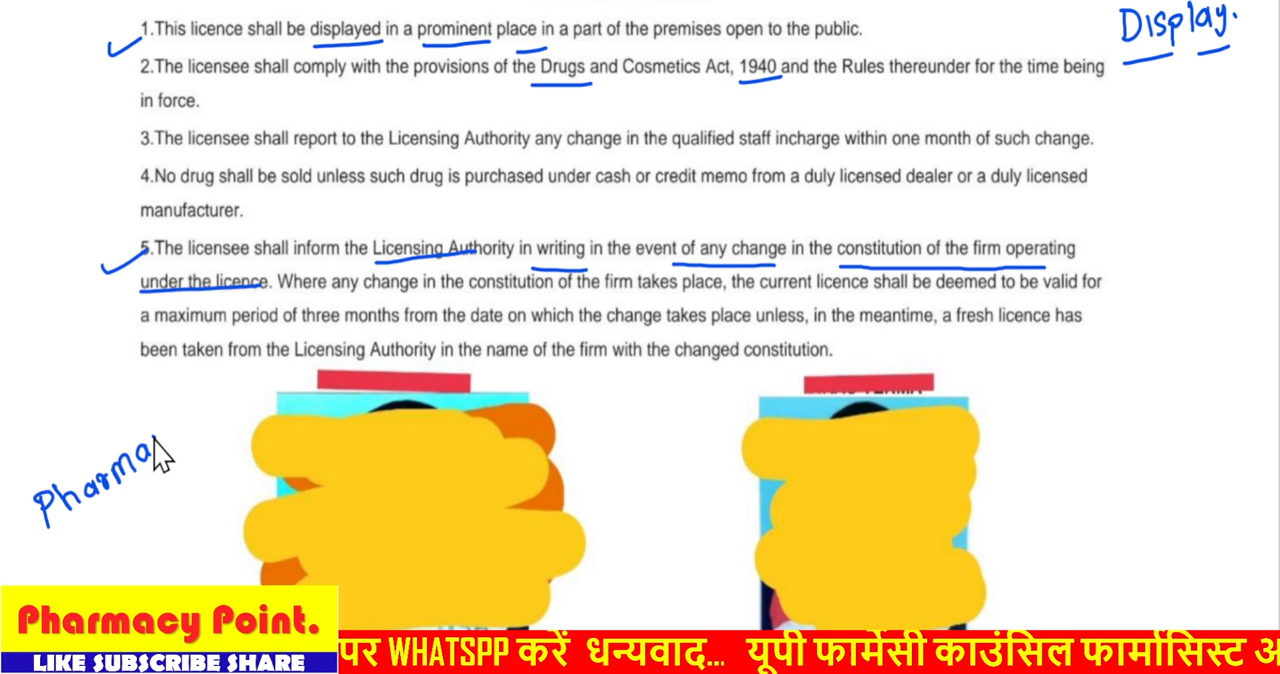 Display.
1.This licence shall be displayed in a prominent place in a part of the premises open to the public.
2.The licensee shall comply with the provisions of the Drugs and Cosmetics Act, 1940 and the Rules thereunder for the time being
in force.
3.The licensee shall report to the Licensing Authority any change in the qualified staff incharge within one month of such change.
4.No drug shall be sold unless such drug is purchased under cash or credit memo from a duly licensed dealer or a duly licensed
manufacturer.
5.The licensee shall inform the Licensing Authority in writing in the event of any change in the constitution of the firm operating
under the licence. Where any change in the constitution of the firm takes place, the current licence shall be deemed to be valid for
a maximum period of three months from the date on which the change takes place unless, in the meantime, a fresh licence has
been taken from the Licensing Authority in the name of the firm with the changed constitution.
Pharma
Pharmacy Point.
LIKE SUBSCRIBE SHARE
पर WHATSPP करें धन्यवाद... यूपी फार्मेसी काउंसिल फार्मासिस्ट